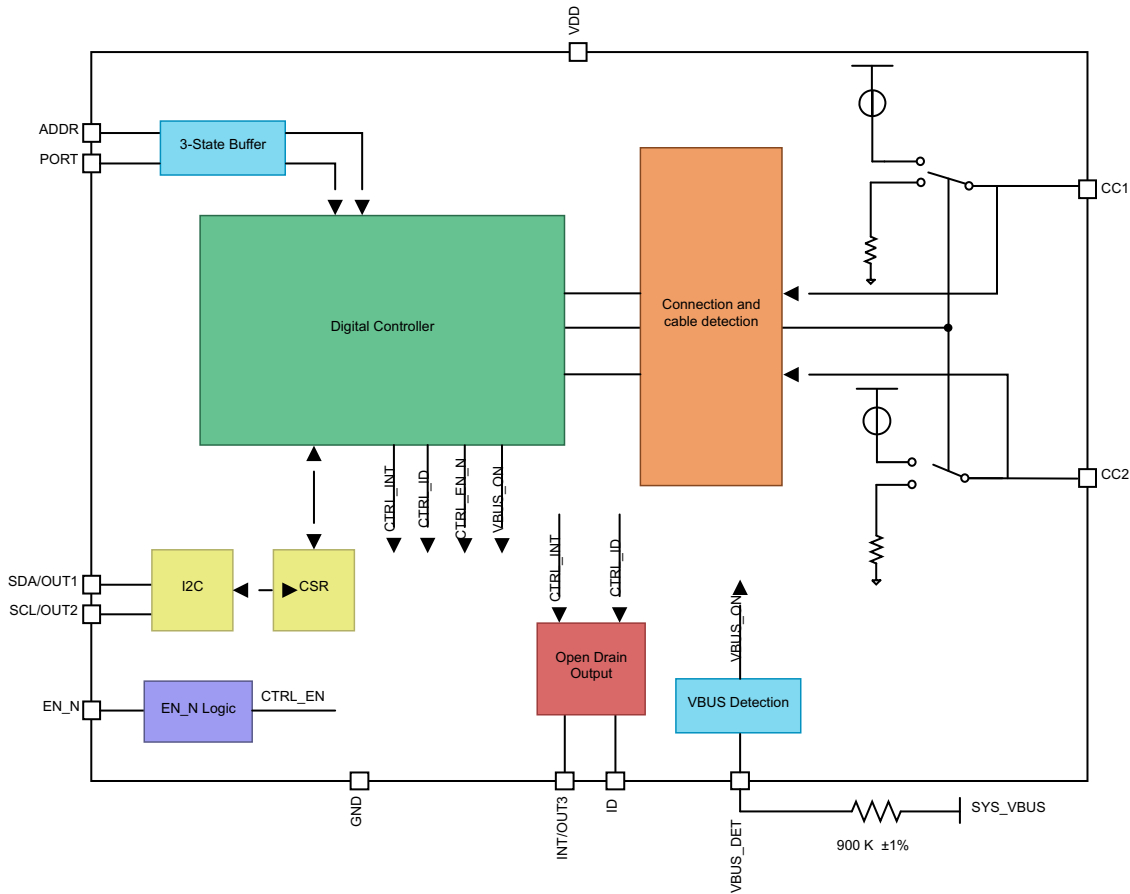 VDD
ADDR
PORT
3-State Buffer
CC1
Digital Controller
Connection and
cable detection
CC2
CTRL_INT
CTRL_ID
CTRL_EN_N
VBUS_ON
CTRL_INT
CTRL_ID
VBUS_ON
SDA/OUT1
SCL/OUT2
I2C
CSR
Open Drain
Output
EN_N
EN_N Logic
CTRL_EN
VBUS Detection
GND
INT/OUT3
ID
VBUS_DET
SYS_VBUS
900 K ±1%